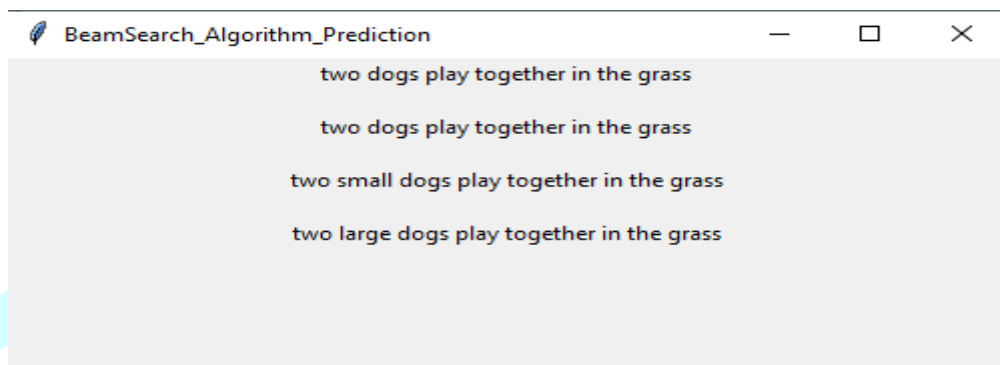 BeamSearch_Algorithm_Prediction
two dogs play together in the grass
two dogs play together in the grass
two small dogs play together in the grass
two large dogs play together in the grass